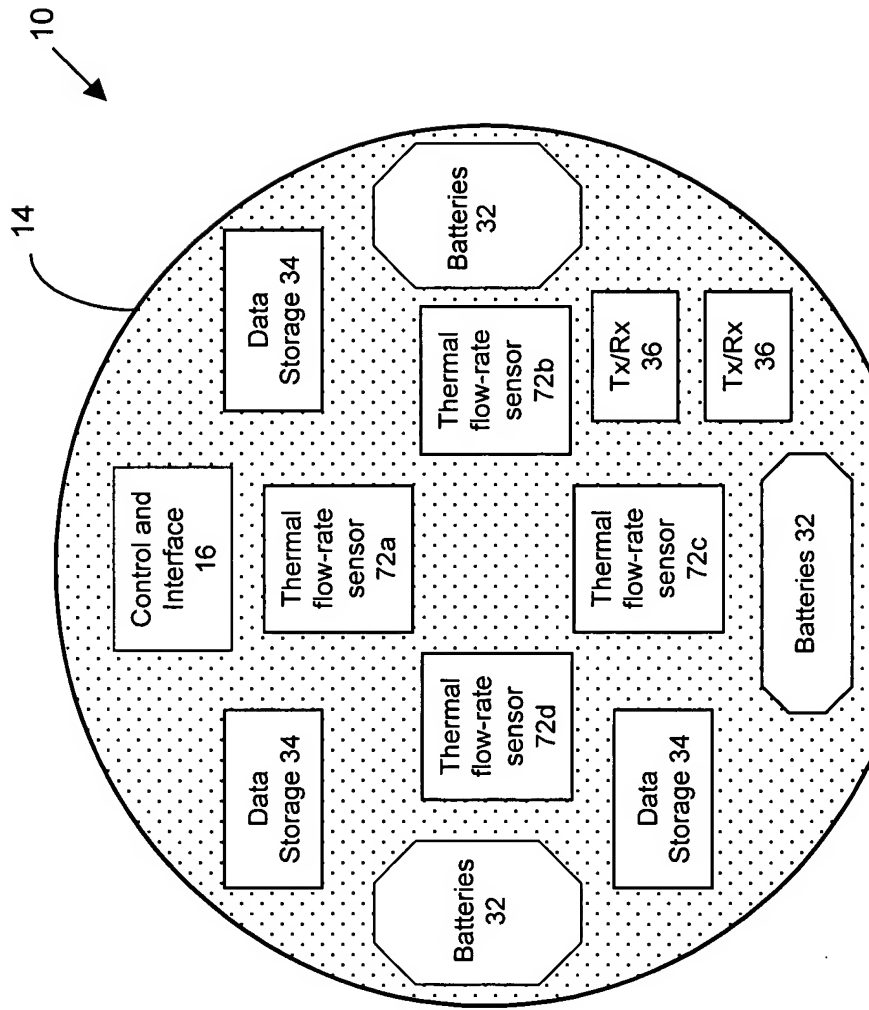 10
14
Control and
Interface
16
Data
Storage 34
Data
Storage 34
Thermal
flow-rate
sensor
72a
Batteries
32
Thermal
flow-rate
sensor
72d
Thermal
flow-rate
sensor
72b
Batteries
32
Data
Storage 34
Thermal
flow-rate
sensor
72c
Tx/Rx
36
Tx/Rx
36
Batteries 32